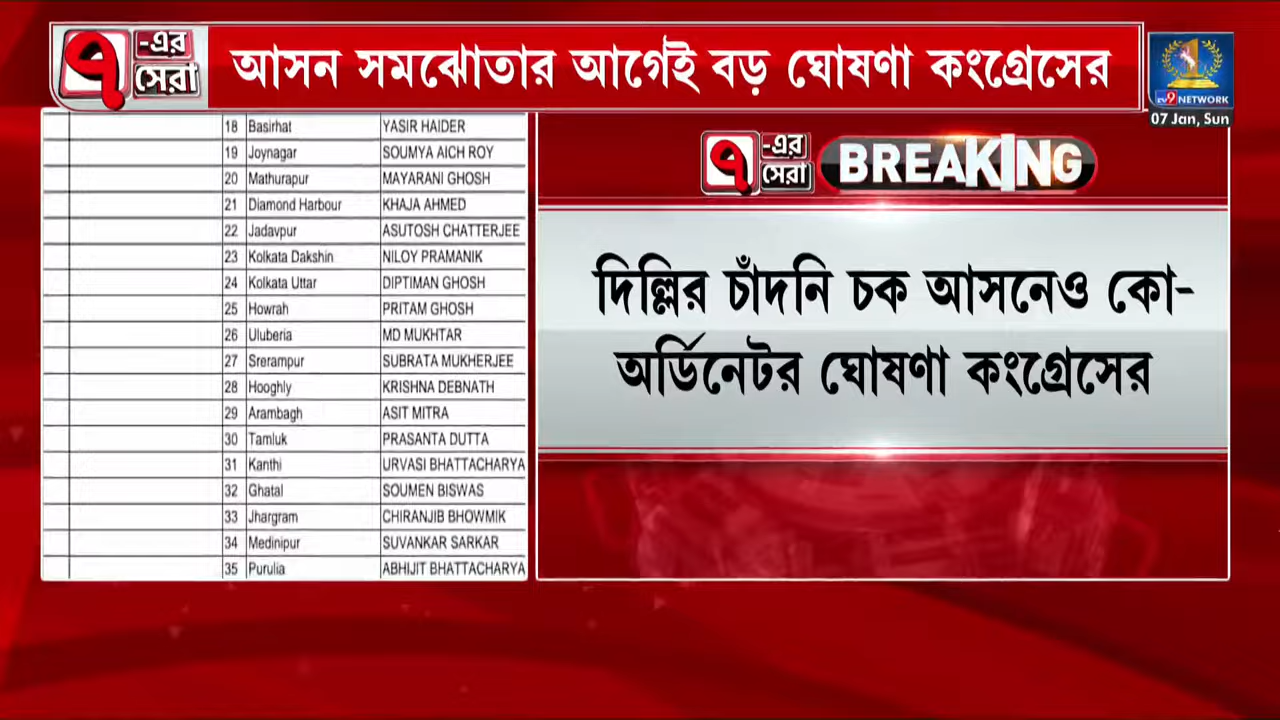 ৭-এর সেরা
আসন সমঝোতার আগেই বড় ঘোষণা কংগ্রেসের
TV9 NETWORK
07 Jan, Sun
18 Basirhat YASIR HAIDER
19 Joynagar SOUMYA AICH ROY
20 Mathurapur MAYARANI GHOSH
21 Diamond Harbour KHAJA AHMED
22 Jadavpur ASUTOSH CHATTERJEE
23 Kolkata Dakshin NILOY PRAMANIK
24 Kolkata Uttar DIPTIMAN GHOSH
25 Howrah PRITAM GHOSH
26 Uluberia MD MUKHTAR
27 Srerampur SUBRATA MUKHERJEE
28 Hooghly KRISHNA DEBNATH
29 Arambagh ASIT MITRA
30 Tamluk PRASANTA DUTTA
31 Kanthi URVASI BHATTACHARYA
32 Ghatal SOUMEN BISWAS
33 Jhargram CHIRANJIB BHOWMIK
34 Medinipur SUVANKAR SARKAR
35 Purulia ABHIJIT BHATTACHARYA
৭-এর সেরা BREAKING
দিল্লির চাঁদনি চক আসনেও কো-
অর্ডিনেটর ঘোষণা কংগ্রেসের